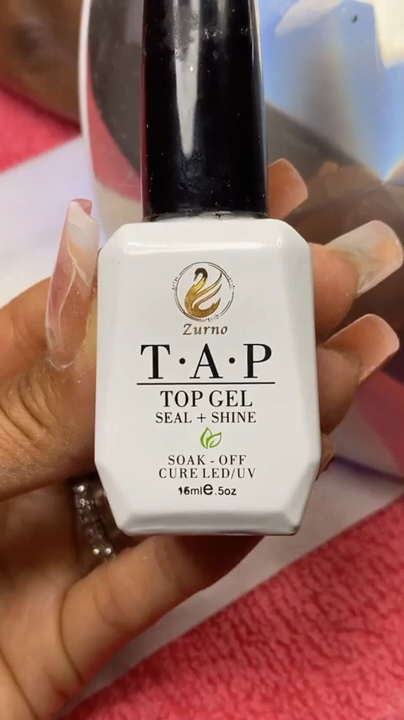 Zurno
T·A·P
TOP GEL
SEAL + SHINE
SOAK - OFF
CURE LED/UV
15ml℮.5oz